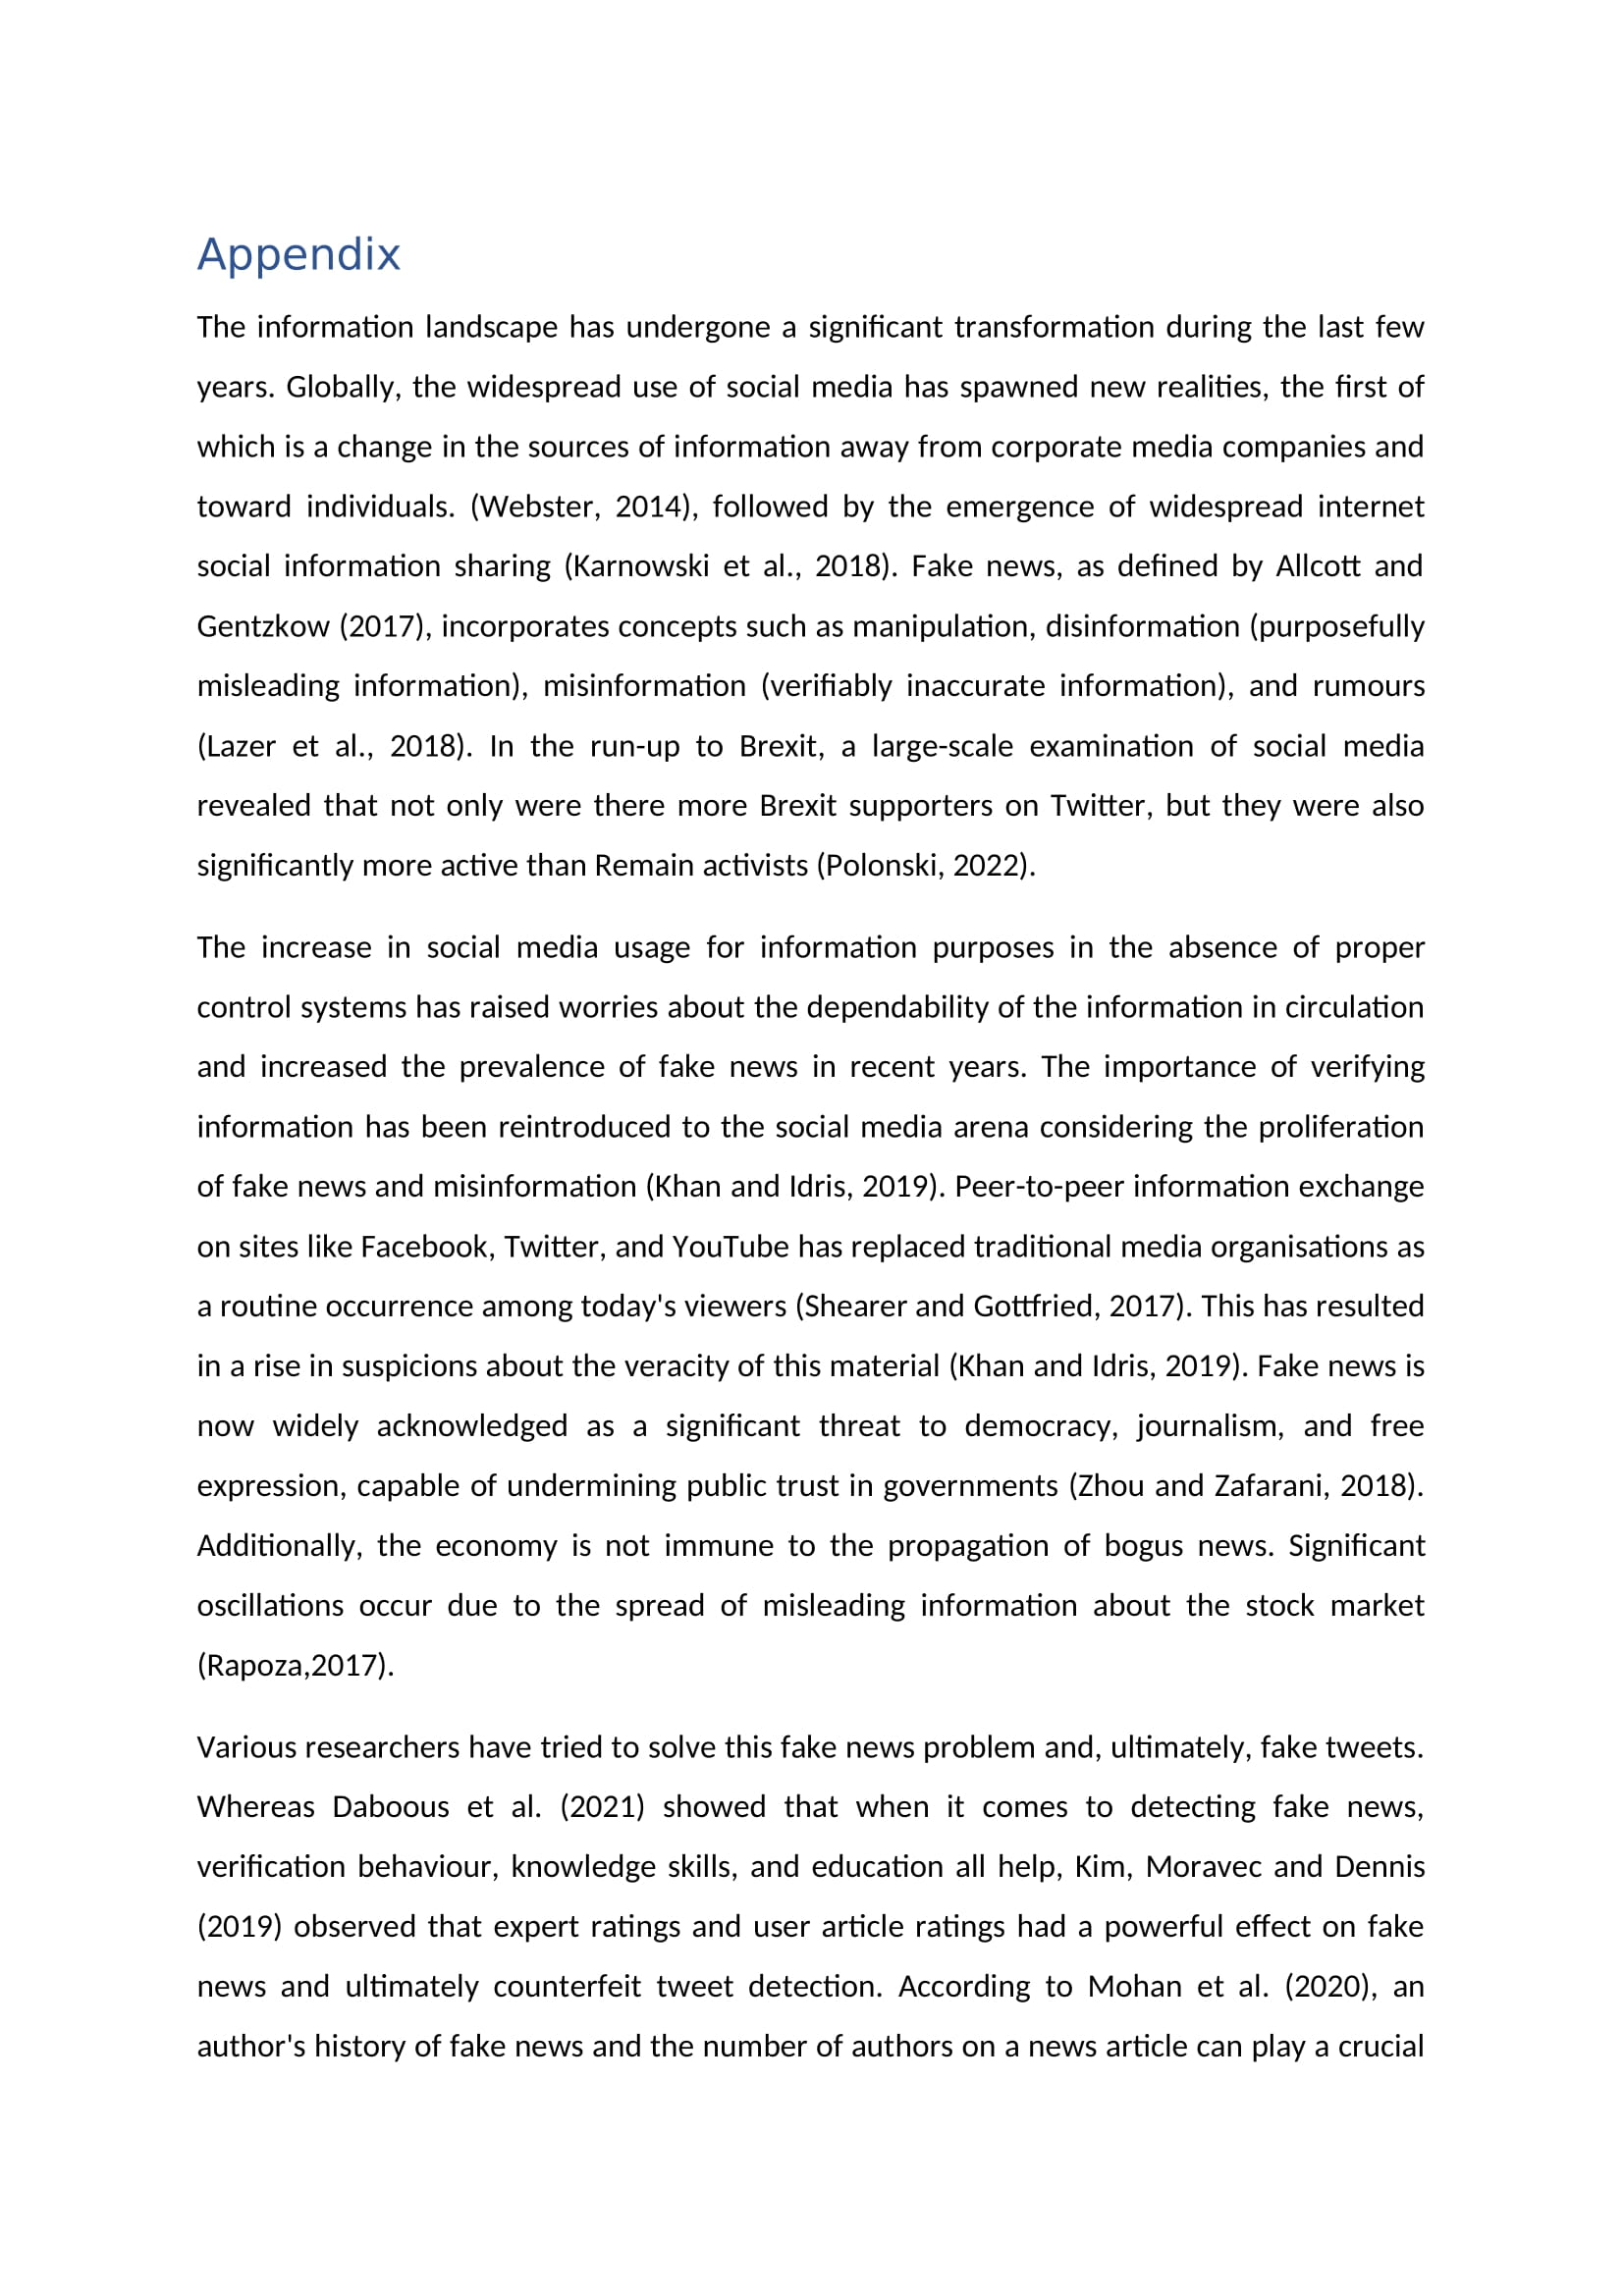 Appendix
The information landscape has undergone a significant transformation during the last few
years. Globally, the widespread use of social media has spawned new realities, the first of
which is a change in the sources of information away from corporate media companies and
toward individuals. (Webster, 2014), followed by the emergence of widespread internet
social information sharing (Karnowski et al., 2018). Fake news, as defined by Allcott and
Gentzkow (2017), incorporates concepts such as manipulation, disinformation (purposefully
misleading information), misinformation (verifiably inaccurate information), and rumours
(Lazer et al., 2018). In the run-up to Brexit, a large-scale examination of social media
revealed that not only were there more Brexit supporters on Twitter, but they were also
significantly more active than Remain activists (Polonski, 2022).
The increase in social media usage for information purposes in the absence of proper
control systems has raised worries about the dependability of the information in circulation
and increased the prevalence of fake news in recent years. The importance of verifying
information has been reintroduced to the social media arena considering the proliferation
of fake news and misinformation (Khan and Idris, 2019). Peer-to-peer information exchange
on sites like Facebook, Twitter, and YouTube has replaced traditional media organisations as
a routine occurrence among today's viewers (Shearer and Gottfried, 2017). This has resulted
in a rise in suspicions about the veracity of this material (Khan and Idris, 2019). Fake news is
now widely acknowledged as a significant threat to democracy, journalism, and free
expression, capable of undermining public trust in governments (Zhou and Zafarani, 2018).
Additionally, the economy is not immune to the propagation of bogus news. Significant
oscillations occur due to the spread of misleading information about the stock market
(Rapoza,2017).
Various researchers have tried to solve this fake news problem and, ultimately, fake tweets.
Whereas Daboous et al. (2021) showed that when it comes to detecting fake news,
verification behaviour, knowledge skills, and education all help, Kim, Moravec and Dennis
(2019) observed that expert ratings and user article ratings had a powerful effect on fake
news and ultimately counterfeit tweet detection. According to Mohan et al. (2020), an
author's history of fake news and the number of authors on a news article can play a crucial